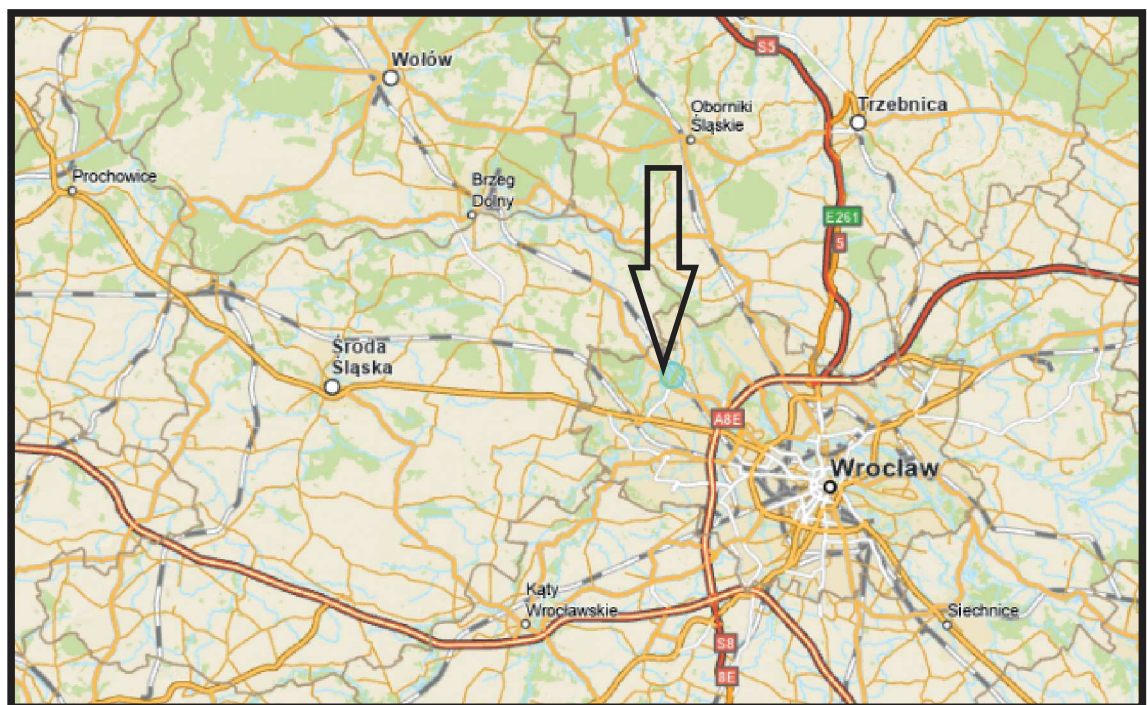 S5
Wołów
Oborniki
Śląskie
Trzebnica
Prochowice
Brzeg
Dolny
E261
5
Środa
Śląska
A8E
Wrocław
Kąty
Wrocławskie
Siechnice
S8
8E